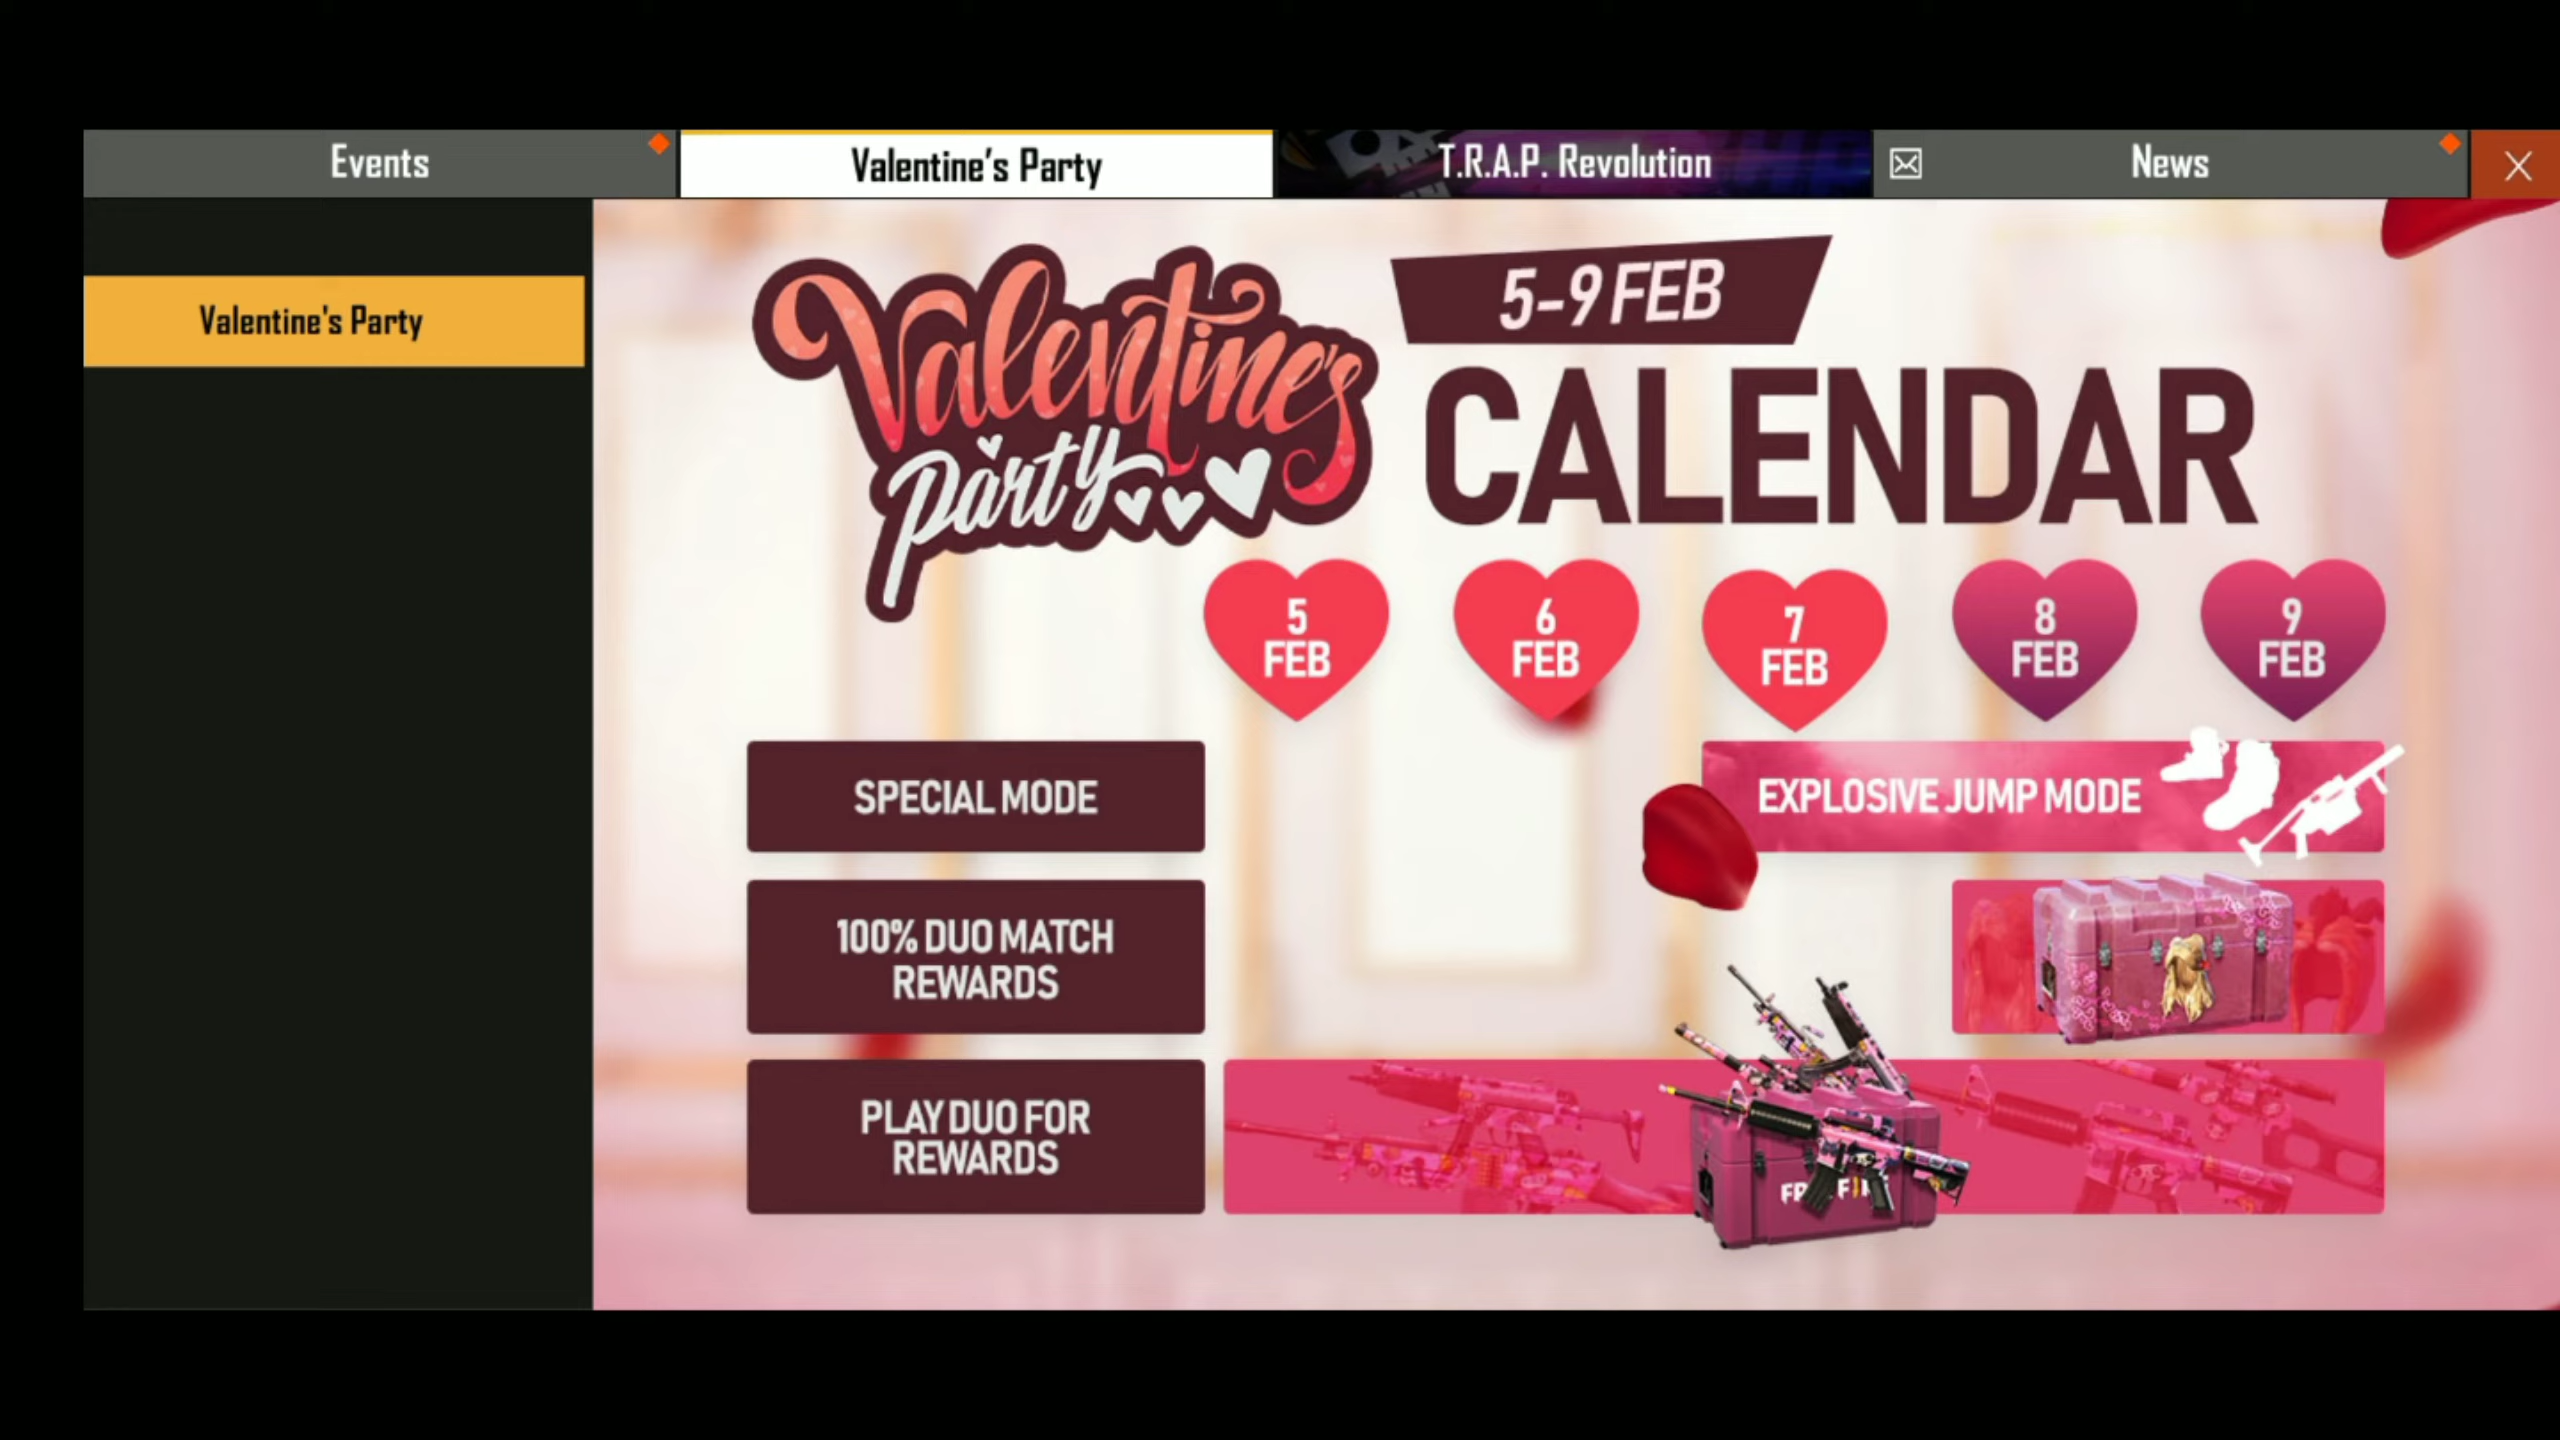 Events
Valentine's Party
T.R.A.P. Revolution
News
Valentine's Party
Valentine's
party
5-9 FEB
CALENDAR
5
FEB
6
FEB
7
FEB
8
FEB
9
FEB
SPECIAL MODE
EXPLOSIVE JUMP MODE
100% DUO MATCH
REWARDS
PLAY DUO FOR
REWARDS